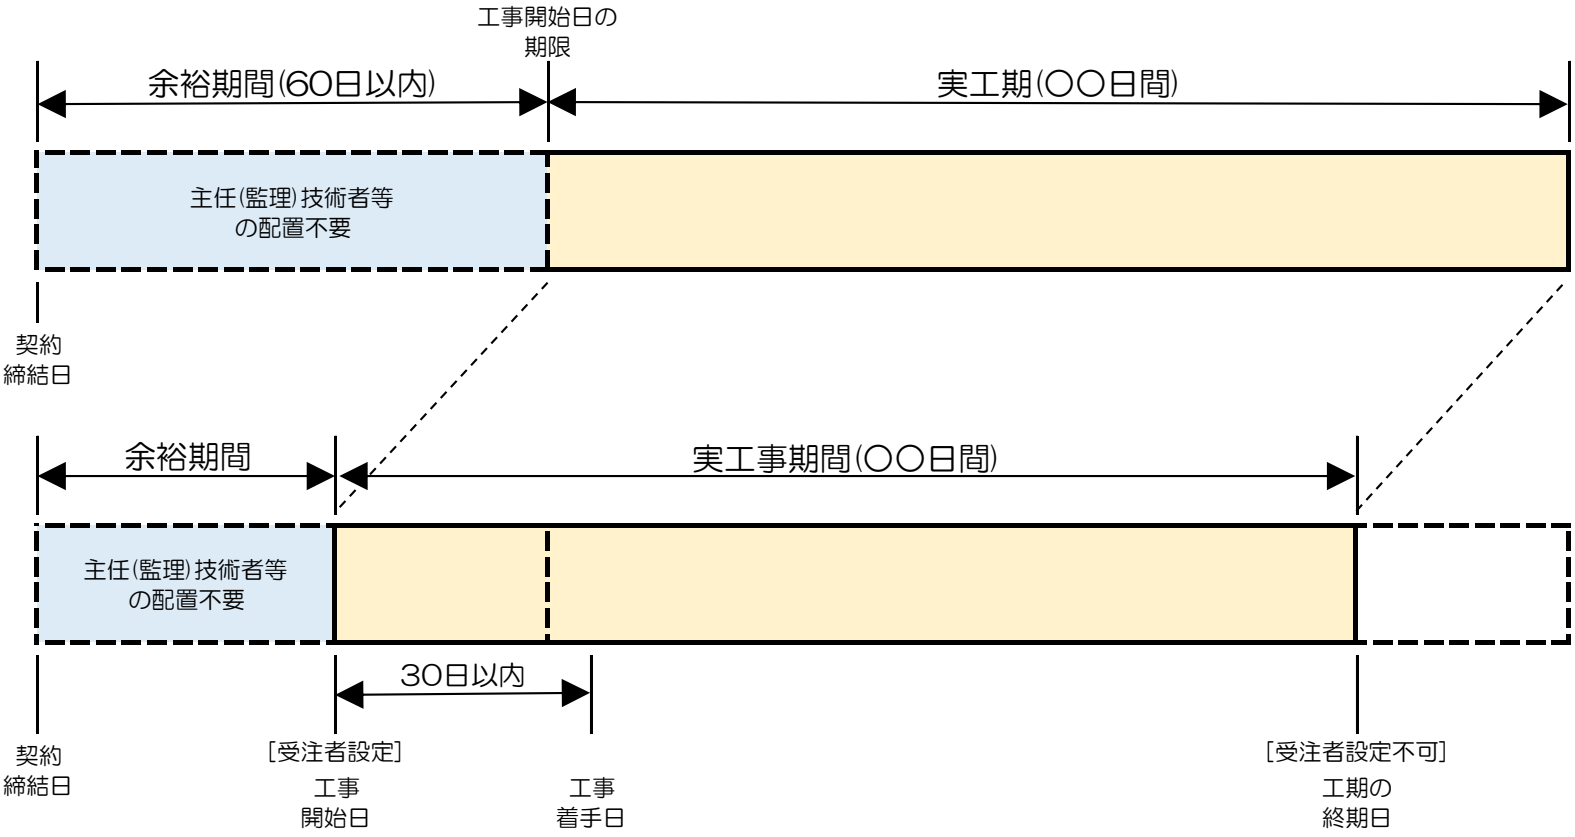 工事開始日の
期限
余裕期間(60日以内)
実工期(〇〇日間)
主任(監理)技術者等
の配置不要
契約
締結日
余裕期間
実工事期間(〇〇日間)
主任(監理)技術者等
の配置不要
30日以内
契約
締結日
[受注者設定]
工事
開始日
工事
着手日
[受注者設定不可]
工期の
終期日